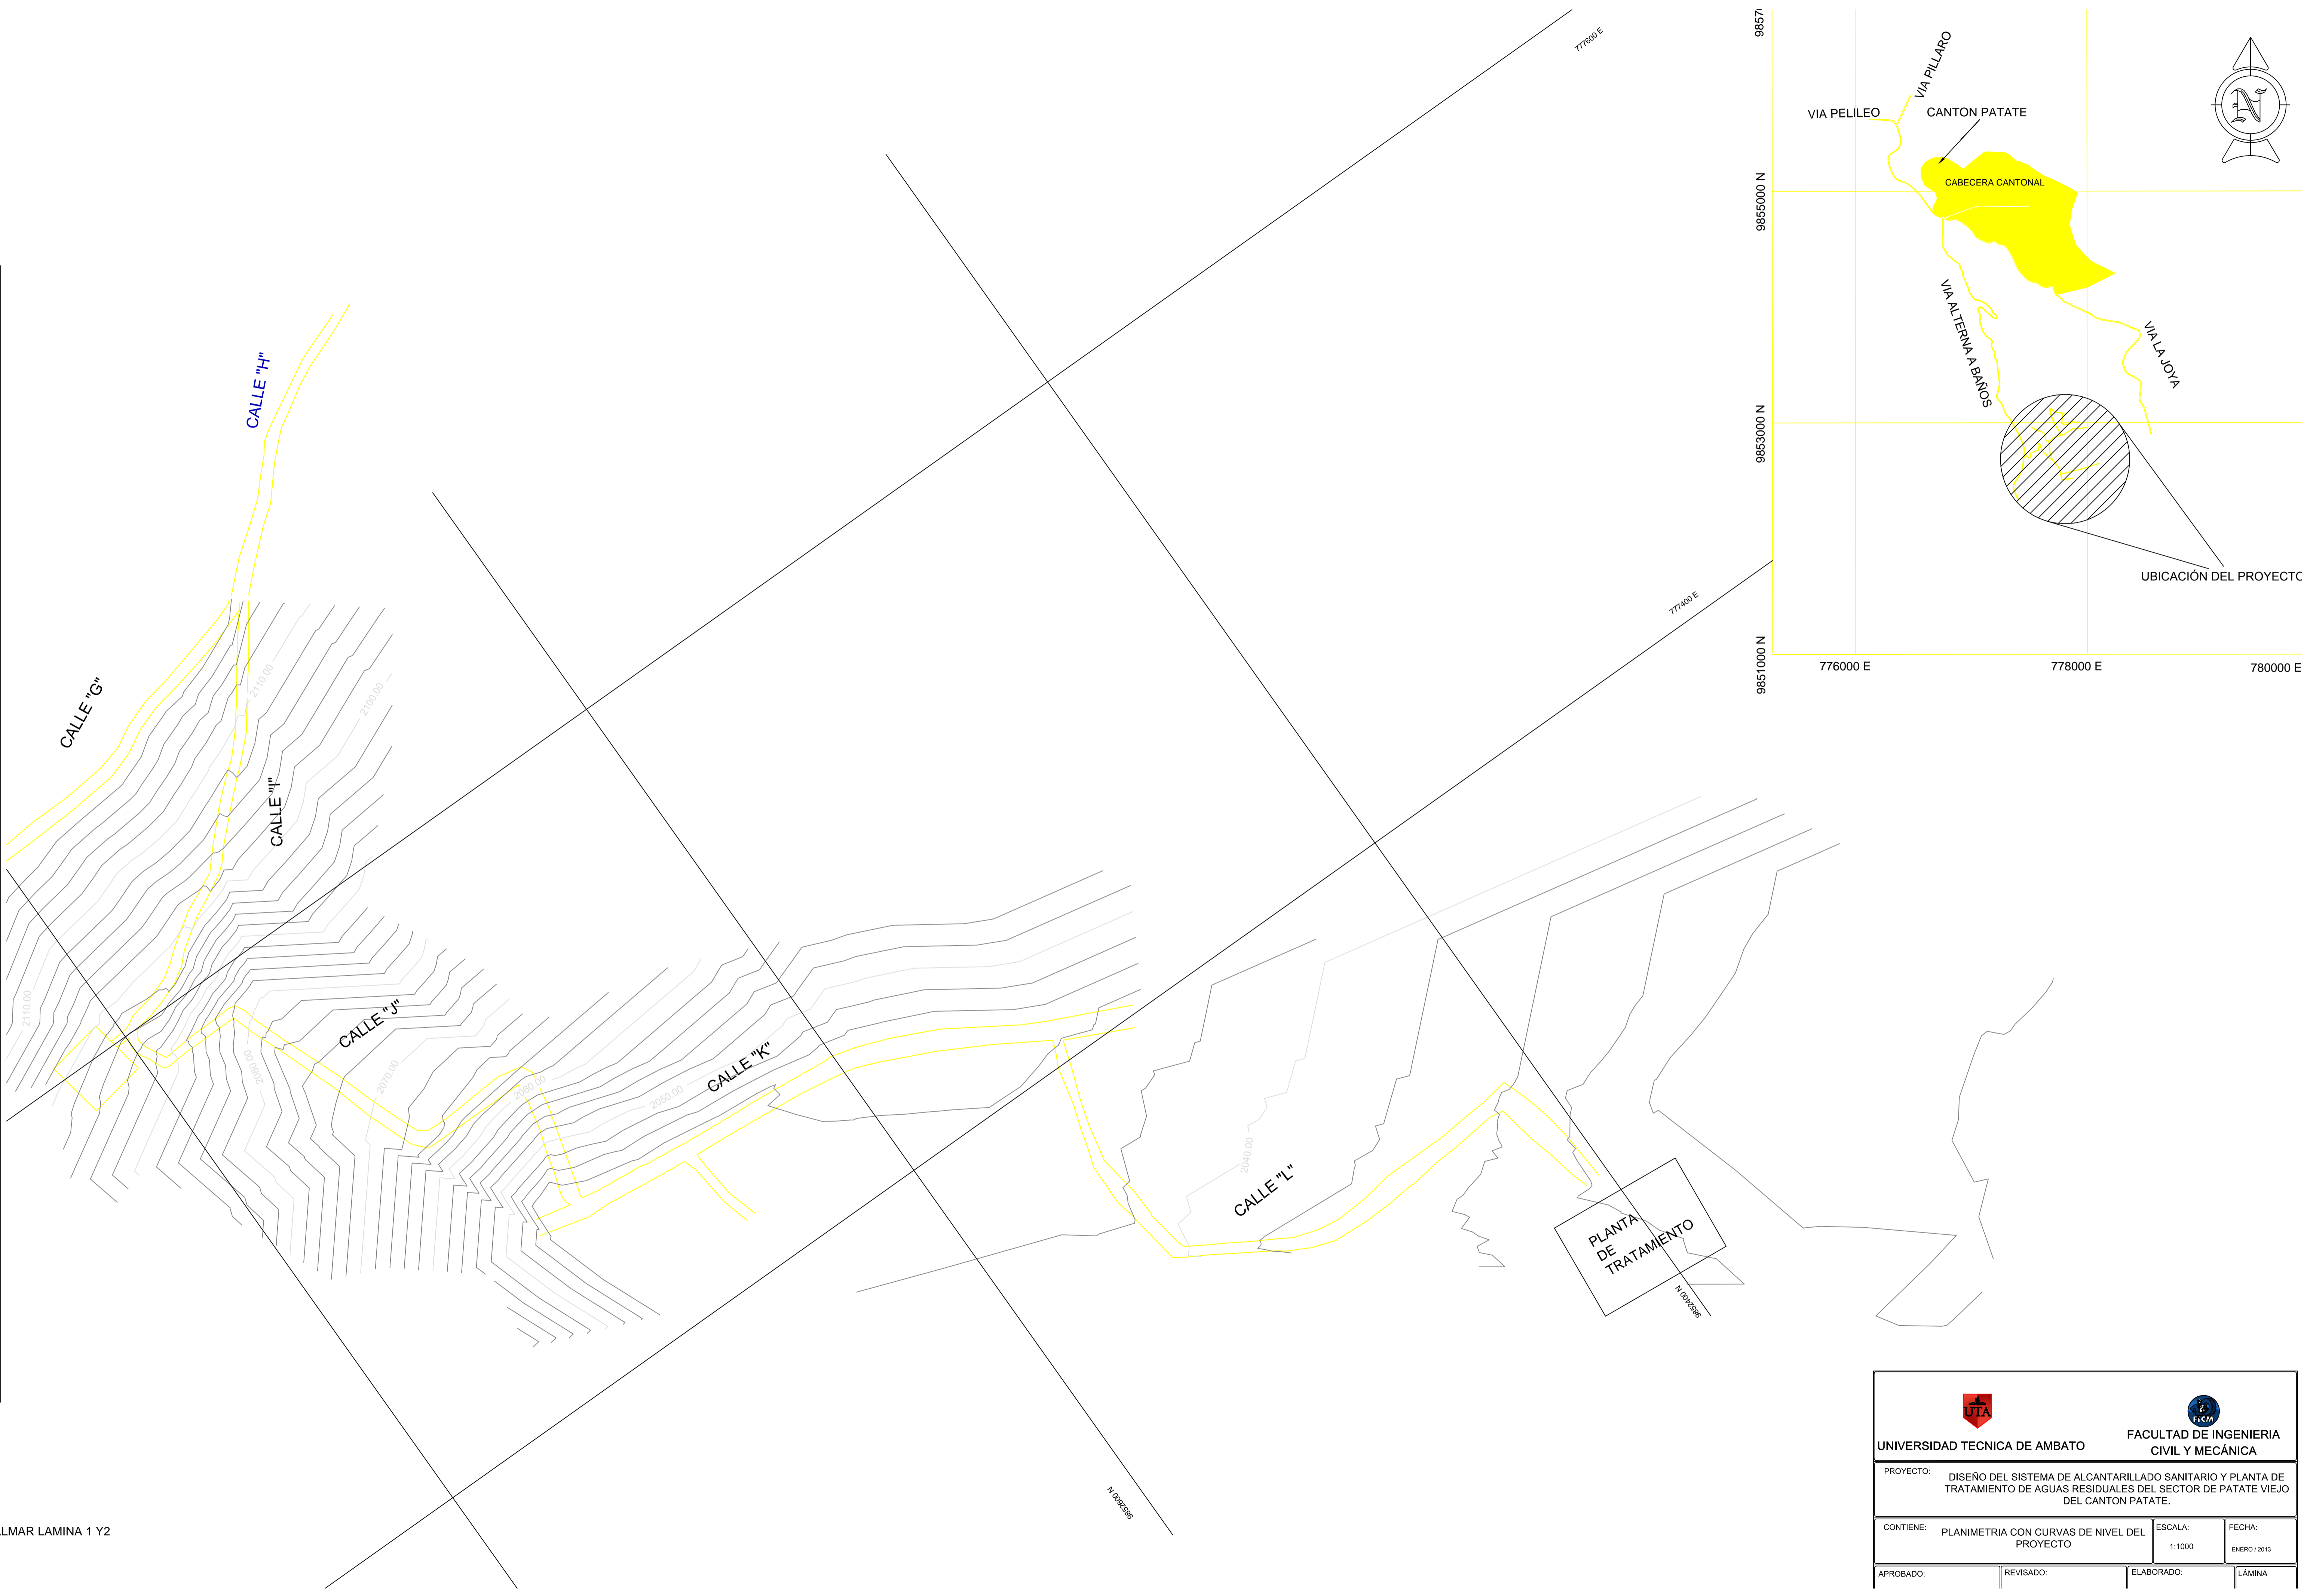 777600 E
9857
VIA PILLARO
VIA PELILEO
CANTON PATATE
N
CABECERA CANTONAL
9855000 N
VIA ALTERNA A BAÑOS
VIA LA JOYA
9853000 N
UBICACIÓN DEL PROYECTO
9851000 N
776000 E
778000 E
780000 E
777400 E
CALLE "H"
CALLE "G"
2110.00
2100.00
CALLE "I"
2110.00
CALLE "J"
2080.00
2070.00
2060.00
2050.00
CALLE "K"
2040.00
CALLE "L"
PLANTA
DE
TRATAMIENTO
9852400 N
9852600 N
LMAR LAMINA 1 Y2
UTA
FICM
UNIVERSIDAD TECNICA DE AMBATO
FACULTAD DE INGENIERIA
CIVIL Y MECÁNICA
PROYECTO:
DISEÑO DEL SISTEMA DE ALCANTARILLADO SANITARIO Y PLANTA DE
TRATAMIENTO DE AGUAS RESIDUALES DEL SECTOR DE PATATE VIEJO
DEL CANTON PATATE.
CONTIENE:
PLANIMETRIA CON CURVAS DE NIVEL DEL
PROYECTO
ESCALA:
1:1000
FECHA:
ENERO / 2013
APROBADO:
REVISADO:
ELABORADO:
LÁMINA